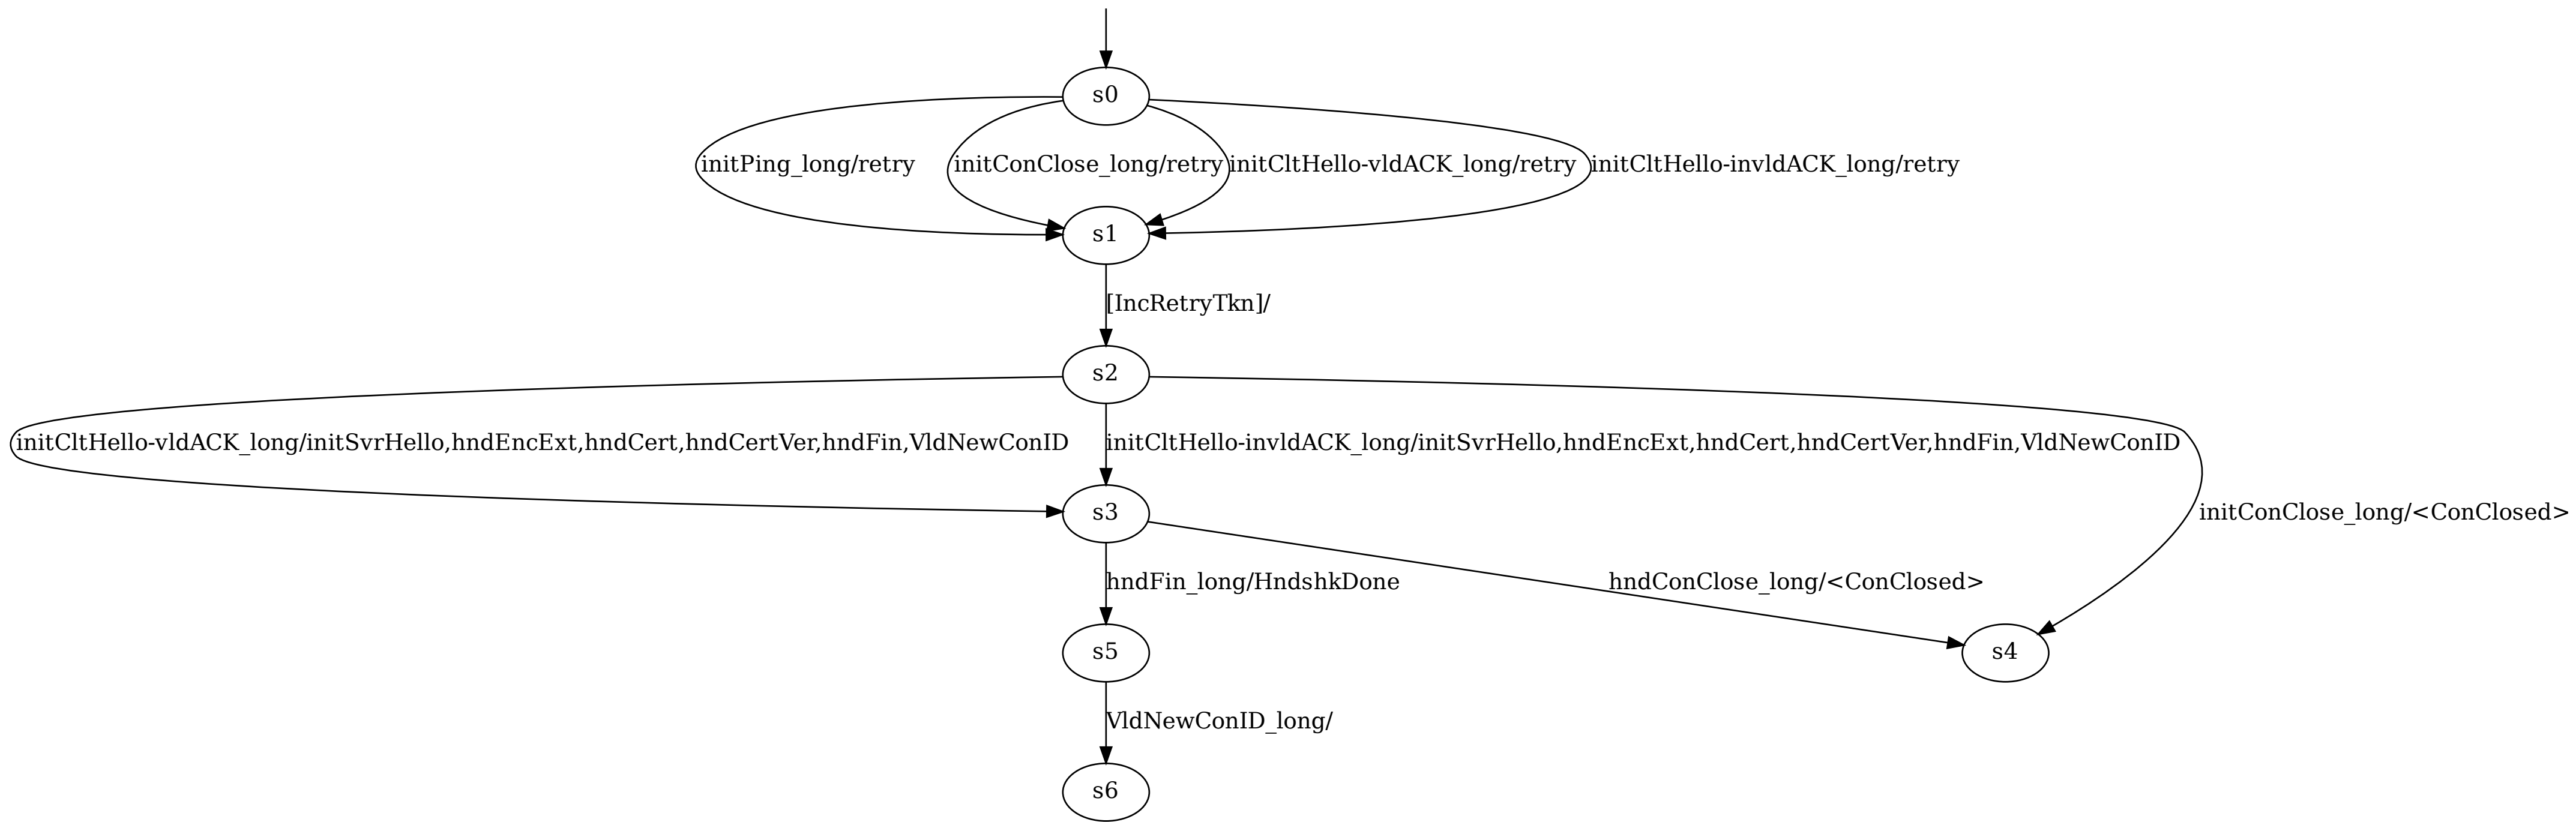 s0
initPing_long/retry
initConClose_long/retry
initCltHello-vldACK_long/retry
initCltHello-invldACK_long/retry
s1
[IncRetryTkn]/
s2
initCltHello-vldACK_long/initSvrHello,hndEncExt,hndCert,hndCertVer,hndFin,VldNewConID
initCltHello-invldACK_long/initSvrHello,hndEncExt,hndCert,hndCertVer,hndFin,VldNewConID
s3
initConClose_long/<ConClosed>
hndFin_long/HndshkDone
hndConClose_long/<ConClosed>
s5
s4
VldNewConID_long/
s6